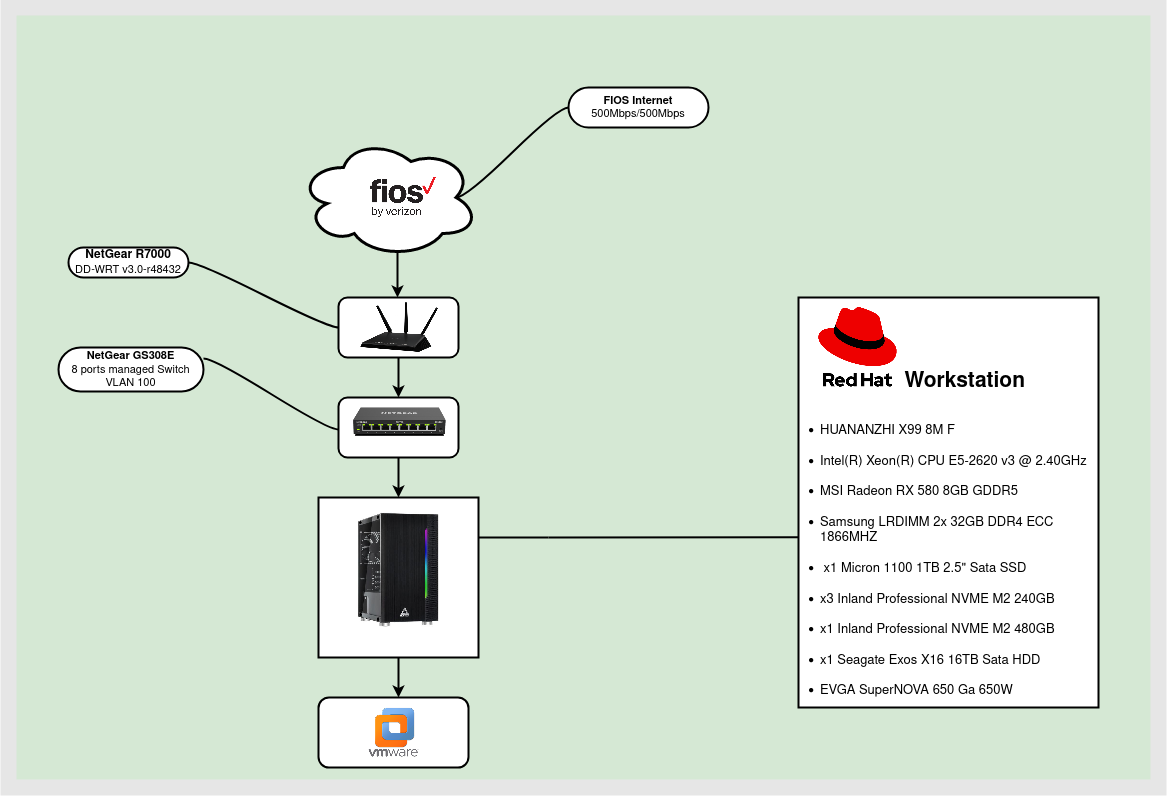 FIOS Internet
500Mbps/500Mbps
fios
by verizon
NetGear R7000
DD-WRT v3.0-r48432
NetGear GS308E
8 ports managed Switch
VLAN 100
NETGEAR
Red Hat Workstation
HUANANZHI X99 8M F
Intel(R) Xeon(R) CPU E5-2620 v3 @ 2.40GHz
MSI Radeon RX 580 8GB GDDR5
Samsung LRDIMM 2x 32GB DDR4 ECC
1866MHZ
x1 Micron 1100 1TB 2.5" Sata SSD
x3 Inland Professional NVME M2 240GB
x1 Inland Professional NVME M2 480GB
x1 Seagate Exos X16 16TB Sata HDD
EVGA SuperNOVA 650 Ga 650W
vmware